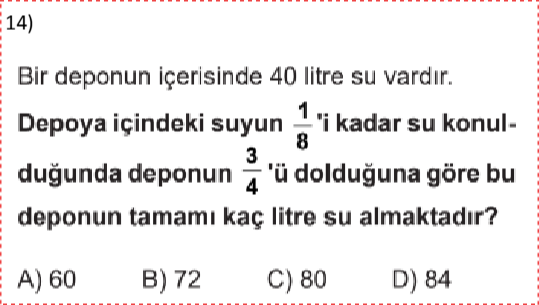 14)
Bir deponun içerisinde 40 litre su vardır.
Depoya içindeki suyun 1/8 'i kadar su konul-
duğunda deponun 3/4 'ü dolduğuna göre bu
deponun tamamı kaç litre su almaktadır?
A) 60 B) 72 C) 80 D) 84